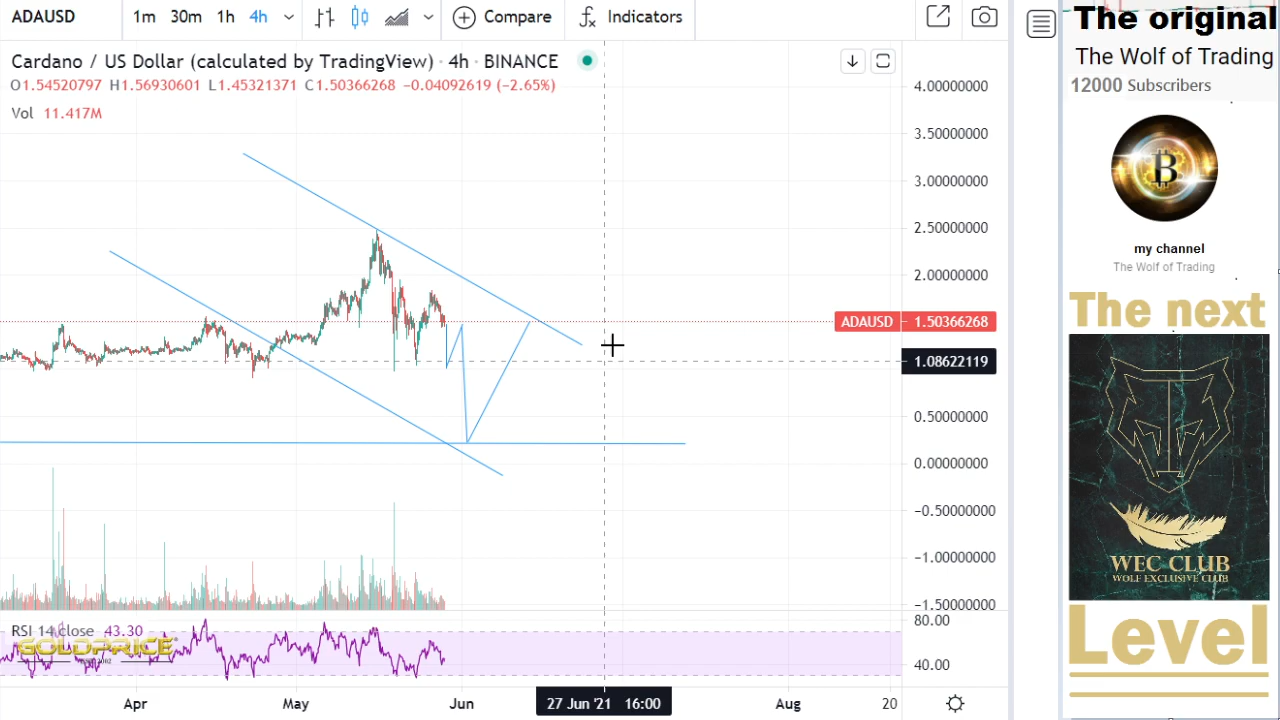 ADAUSD 1m 30m 1h 4h Compare Indicators
Cardano / US Dollar (calculated by TradingView) · 4h · BINANCE
O1.54520797 H1.56930601 L1.45321371 C1.50366268 −0.04092619 (−2.65%)
Vol 11.417M
4.00000000
3.50000000
3.00000000
2.50000000
2.00000000
ADAUSD 1.50366268
1.08622119
0.50000000
0.00000000
−0.50000000
−1.00000000
−1.50000000
RSI 14 close 43.30
GOLDPRICE
80.00
40.00
Apr May Jun 27 Jun '21 16:00 Aug 20
The original
The Wolf of Trading
12000 Subscribers
B
my channel
The Wolf of Trading
The next
WEC CLUB
WOLF EXCLUSIVE CLUB
Level